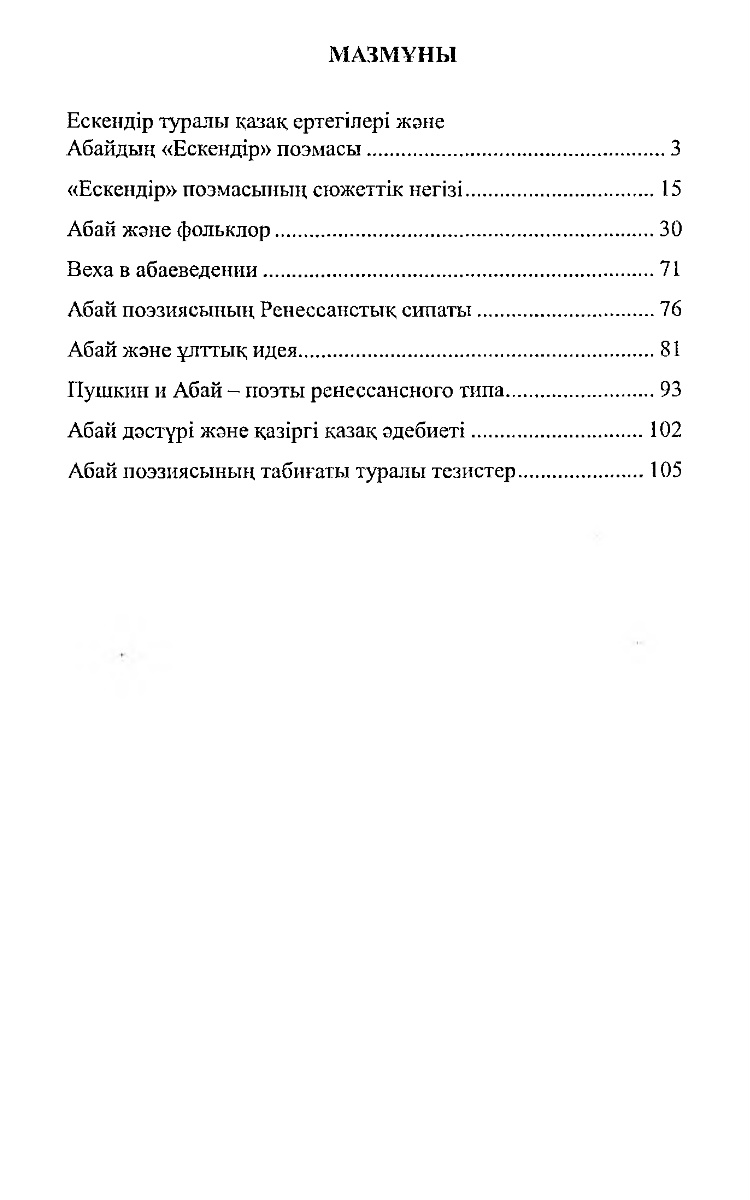 МАЗМҰНЫ
Ескендір туралы қазақ ертегілері және
Абайдың «Ескендір» поэмасы ................................................ 3
«Ескендір» поэмасының сюжеттік негізі............................... 15
Абай және фольклор ............................................................... 30
Веха в абаеведении ................................................................. 71
Абай поэзиясының Ренессанстық сипаты ............................. 76
Абай және ұлттық идея........................................................... 81
Пушкин и Абай – поэты ренессансного типа......................... 93
Абай дәстүрі және қазіргі қазақ әдебиеті ............................ 102
Абай поэзиясының табиғаты туралы тезистер..................... 105